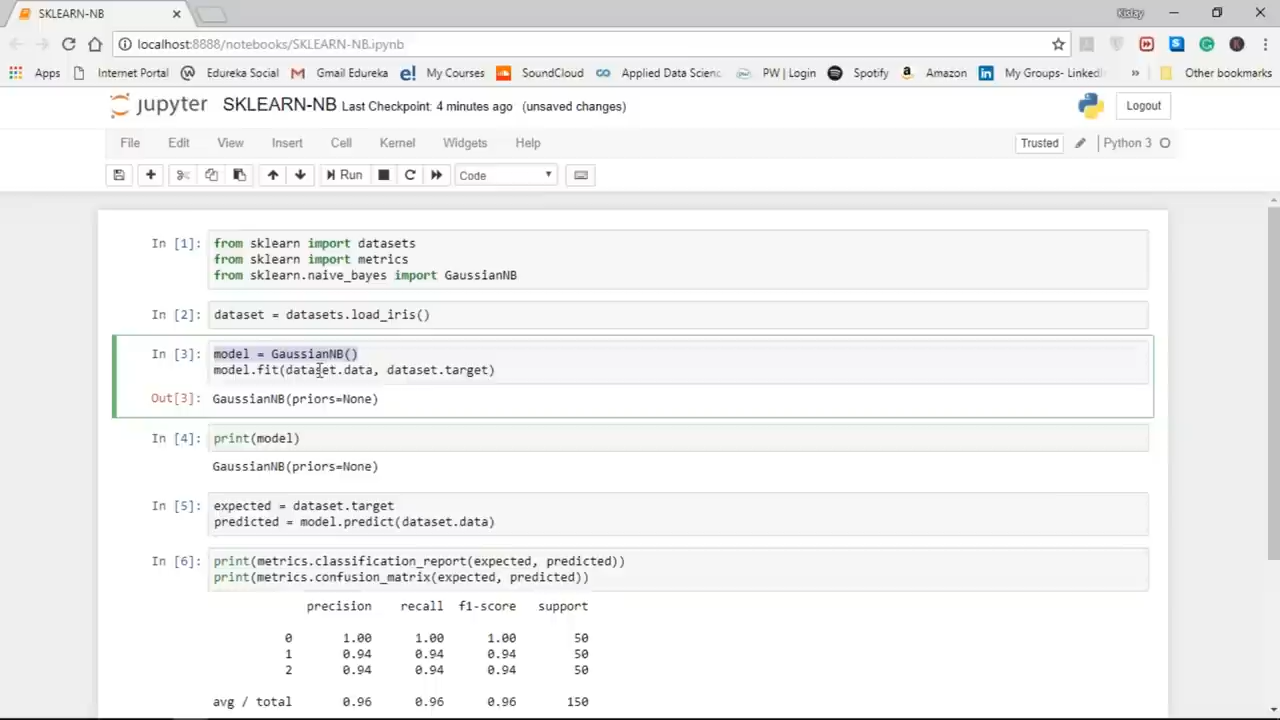 SKLEARN-NB
Kislay
localhost:8888/notebooks/SKLEARN-NB.ipynb
Apps Internet Portal Edureka Social Gmail Edureka My Courses SoundCloud Applied Data Scienc PW | Login Spotify Amazon My Groups- LinkedI » Other bookmarks
jupyter SKLEARN-NB Last Checkpoint: 4 minutes ago (unsaved changes) Logout
File Edit View Insert Cell Kernel Widgets Help Trusted Python 3
Run Code
In [1]: from sklearn import datasets
from sklearn import metrics
from sklearn.naive_bayes import GaussianNB
In [2]: dataset = datasets.load_iris()
In [3]: model = GaussianNB()
model.fit(dataset.data, dataset.target)
Out[3]: GaussianNB(priors=None)
In [4]: print(model)
GaussianNB(priors=None)
In [5]: expected = dataset.target
predicted = model.predict(dataset.data)
In [6]: print(metrics.classification_report(expected, predicted))
print(metrics.confusion_matrix(expected, predicted))
precision recall f1-score support
0 1.00 1.00 1.00 50
1 0.94 0.94 0.94 50
2 0.94 0.94 0.94 50
avg / total 0.96 0.96 0.96 150